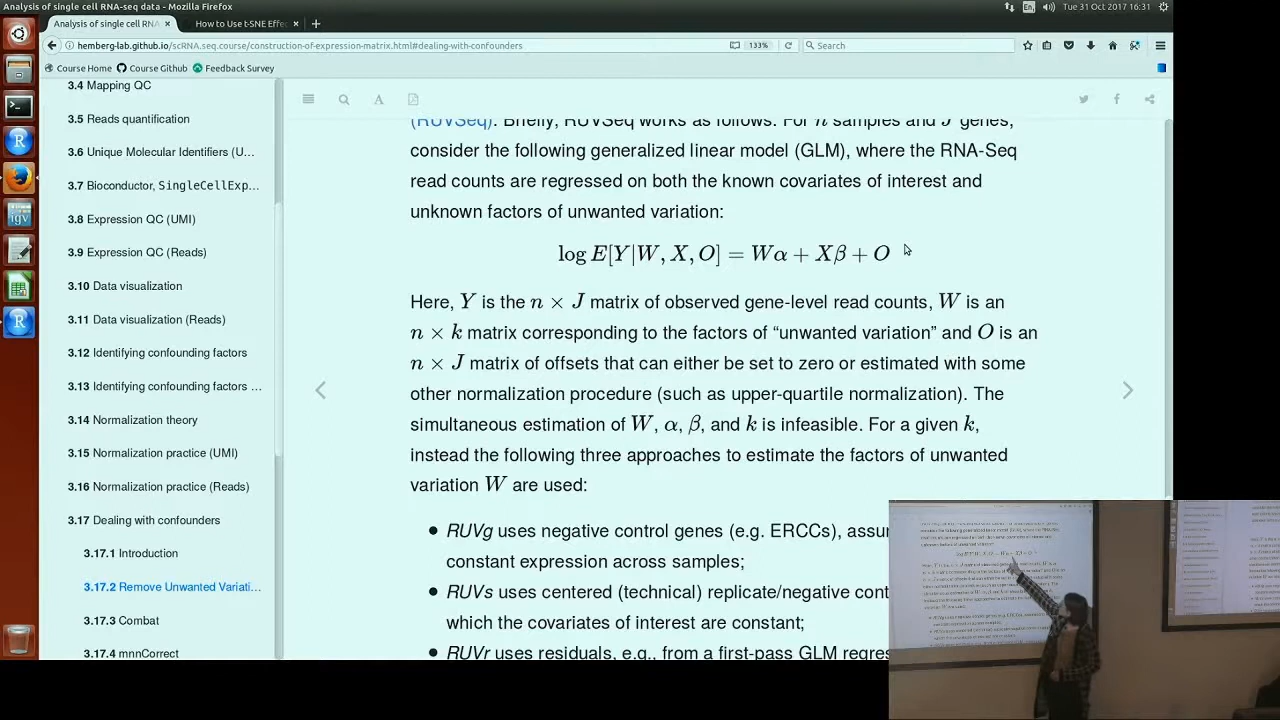 Analysis of single cell RNA-seq data - Mozilla Firefox
En
Tue 31 Oct 2017 16:31
Analysis of single cell RNA ×
How to Use t-SNE Effec ×
hemberg-lab.github.io/scRNA.seq.course/construction-of-expression-matrix.html#dealing-with-confounders
133%
Search
Course Home
Course Github
Feedback Survey
3.4 Mapping QC
3.5 Reads quantification
3.6 Unique Molecular Identifiers (U...
3.7 Bioconductor, SingleCellExp...
3.8 Expression QC (UMI)
3.9 Expression QC (Reads)
3.10 Data visualization
3.11 Data visualization (Reads)
3.12 Identifying confounding factors
3.13 Identifying confounding factors ...
3.14 Normalization theory
3.15 Normalization practice (UMI)
3.16 Normalization practice (Reads)
3.17 Dealing with confounders
3.17.1 Introduction
3.17.2 Remove Unwanted Variati...
3.17.3 Combat
3.17.4 mnnCorrect
(RUVSeq). Briefly, RUVSeq works as follows. For n samples and J genes,
consider the following generalized linear model (GLM), where the RNA-Seq
read counts are regressed on both the known covariates of interest and
unknown factors of unwanted variation:
log E[Y|W, X, O] = Wα + Xβ + O
Here, Y is the n × J matrix of observed gene-level read counts, W is an
n × k matrix corresponding to the factors of “unwanted variation” and O is an
n × J matrix of offsets that can either be set to zero or estimated with some
other normalization procedure (such as upper-quartile normalization). The
simultaneous estimation of W, α, β, and k is infeasible. For a given k,
instead the following three approaches to estimate the factors of unwanted
variation W are used:
● RUVg uses negative control genes (e.g. ERCCs), assu
constant expression across samples;
● RUVs uses centered (technical) replicate/negative cont
which the covariates of interest are constant;
● RUVr uses residuals, e.g., from a first-pass GLM regre